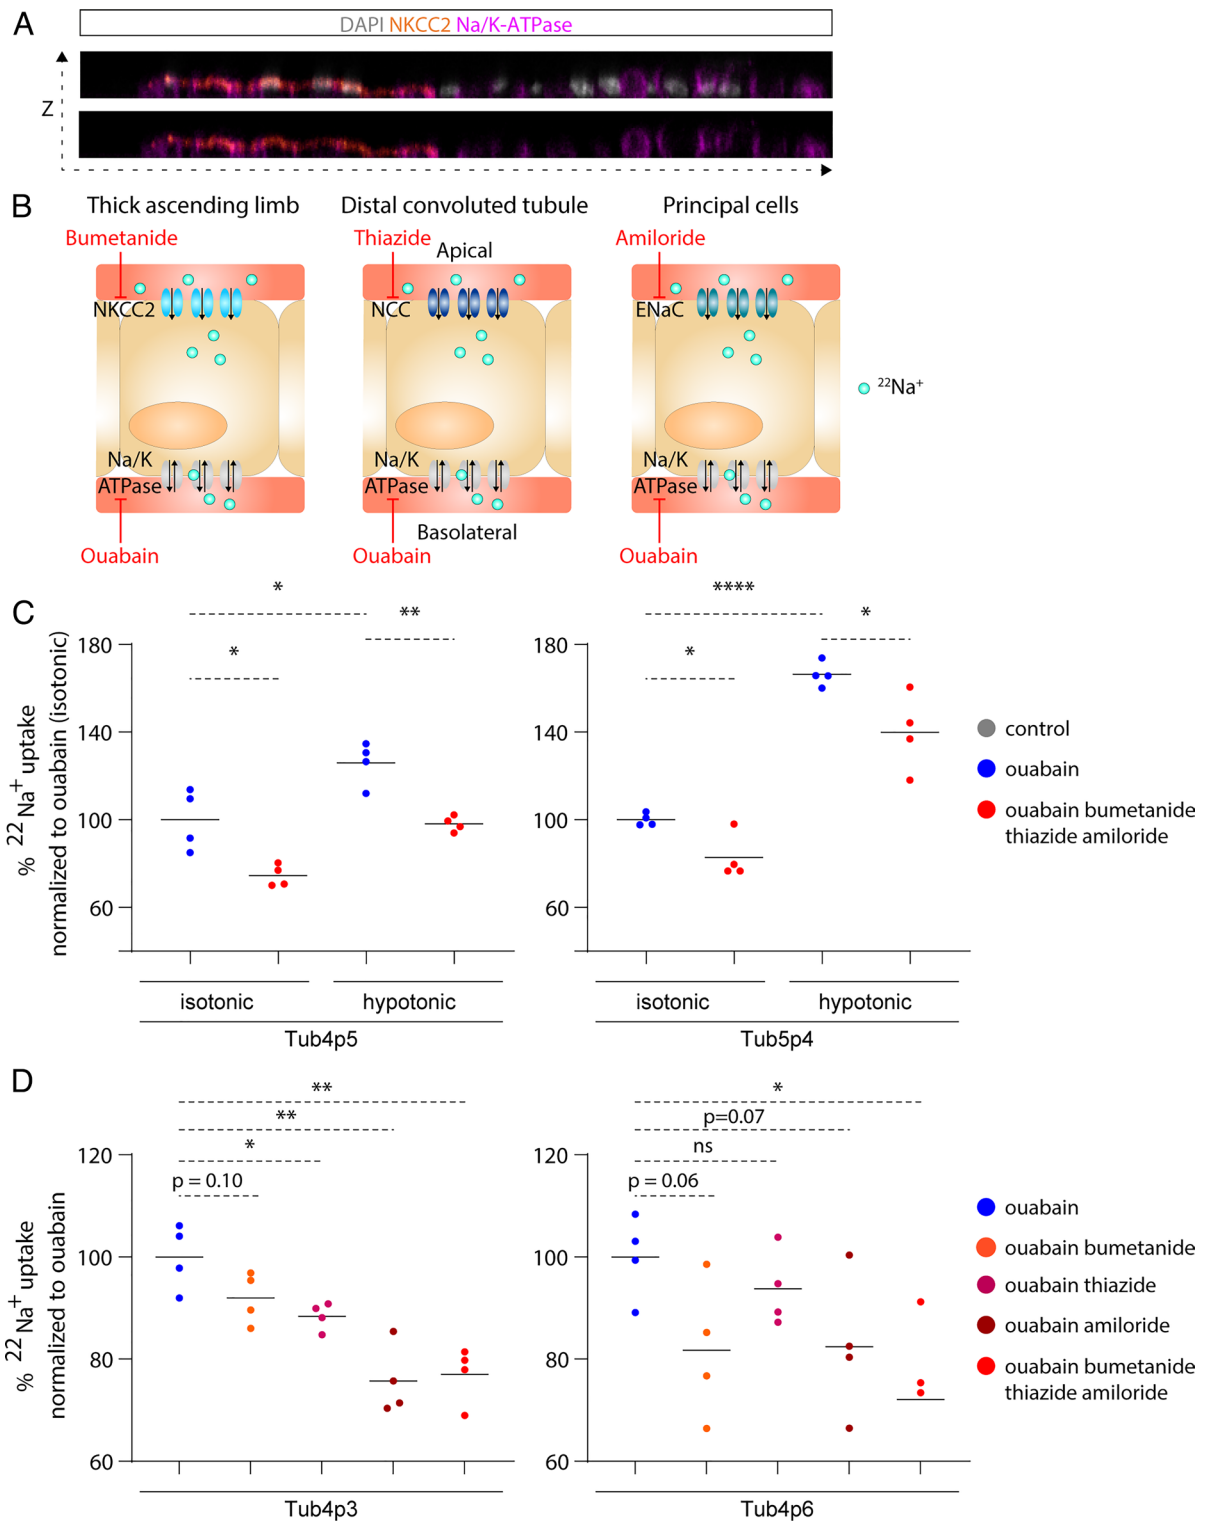 A
DAPI NKCC2 Na/K-ATPase
Z
B
Thick ascending limb
Distal convoluted tubule
Principal cells
Bumetanide
Thiazide
Apical
Amiloride
NKCC2
NCC
ENaC
22Na+
Na/K
ATPase
Na/K
ATPase
Na/K
ATPase
Basolateral
Ouabain
Ouabain
Ouabain
C
% 22Na+ uptake
normalized to ouabain (isotonic)
*
**
*
180
140
100
60
isotonic
hypotonic
Tub4p5
****
*
*
180
140
100
60
isotonic
hypotonic
Tub5p4
control
ouabain
ouabain bumetanide
thiazide amiloride
D
% 22Na+ uptake
normalized to ouabain
**
**
*
p = 0.10
120
100
80
60
Tub4p3
*
p=0.07
ns
p = 0.06
120
100
80
60
Tub4p6
ouabain
ouabain bumetanide
ouabain thiazide
ouabain amiloride
ouabain bumetanide
thiazide amiloride